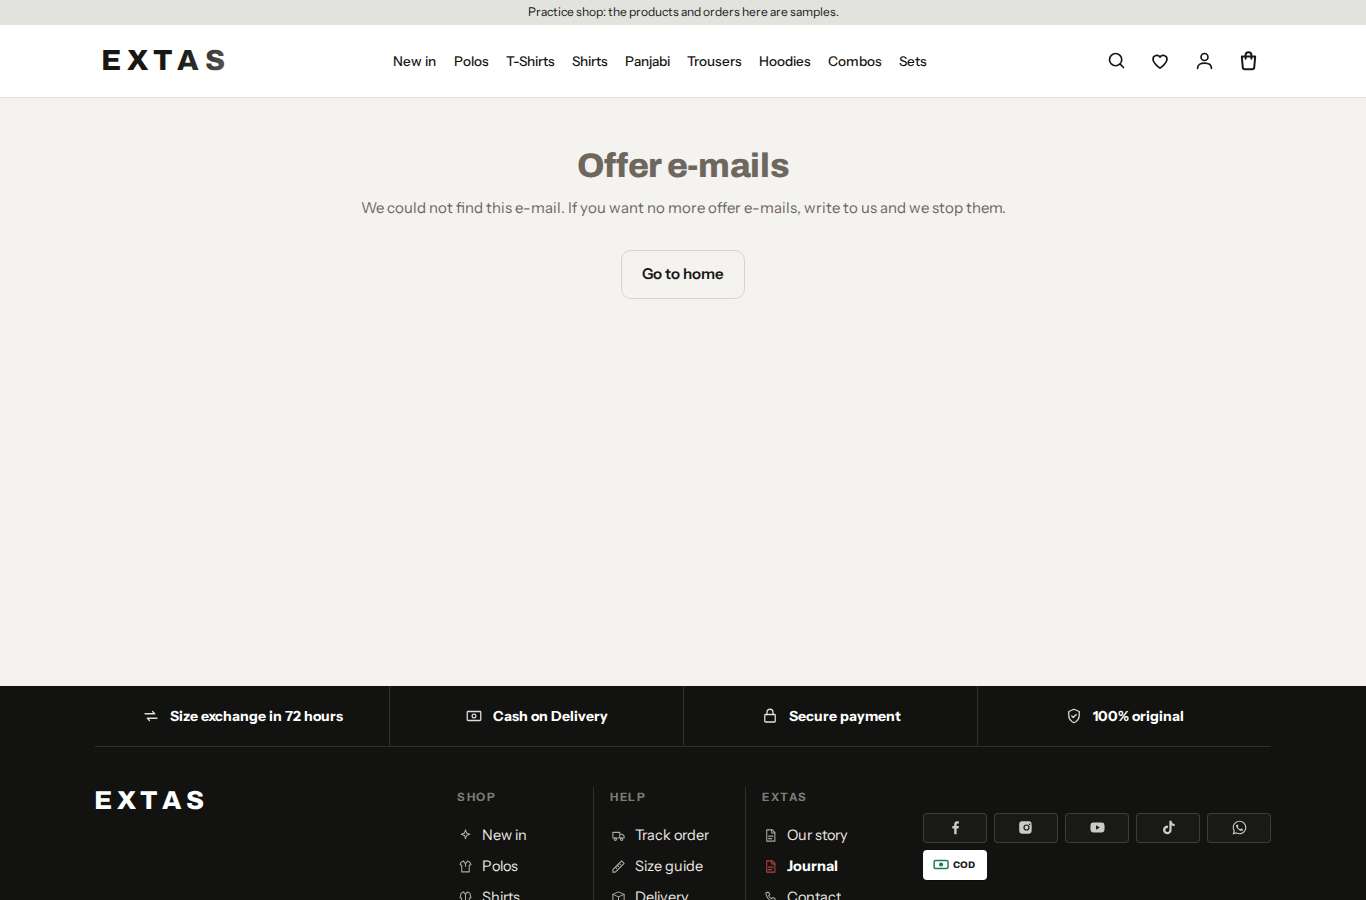 Practice shop: the products and orders here are samples.
EXTAS
New in Polos T-Shirts Shirts Panjabi Trousers Hoodies Combos Sets
Offer e-mails
We could not find this e-mail. If you want no more offer e-mails, write to us and we stop them.
Go to home
Size exchange in 72 hours
Cash on Delivery
Secure payment
100% original
EXTAS
SHOP
New in
Polos
Shirts
HELP
Track order
Size guide
Delivery
EXTAS
Our story
Journal
Contact
COD